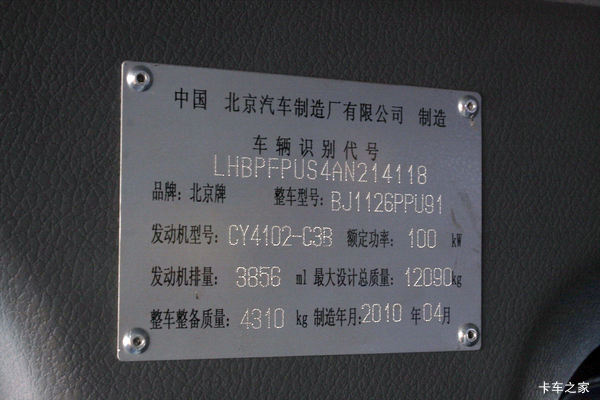 中国 北京汽车制造厂有限公司 制造
车辆识别代号
LHBPFPUS4AN214118
品牌: 北京牌 整车型号: BJ1126PPU91
发动机型号: CY4102-C3B 额定功率: 100 kW
发动机排量: 3856 ml 最大设计总质量: 12090kg
整车整备质量: 4310 kg 制造年月: 2010 年 04月
卡车之家